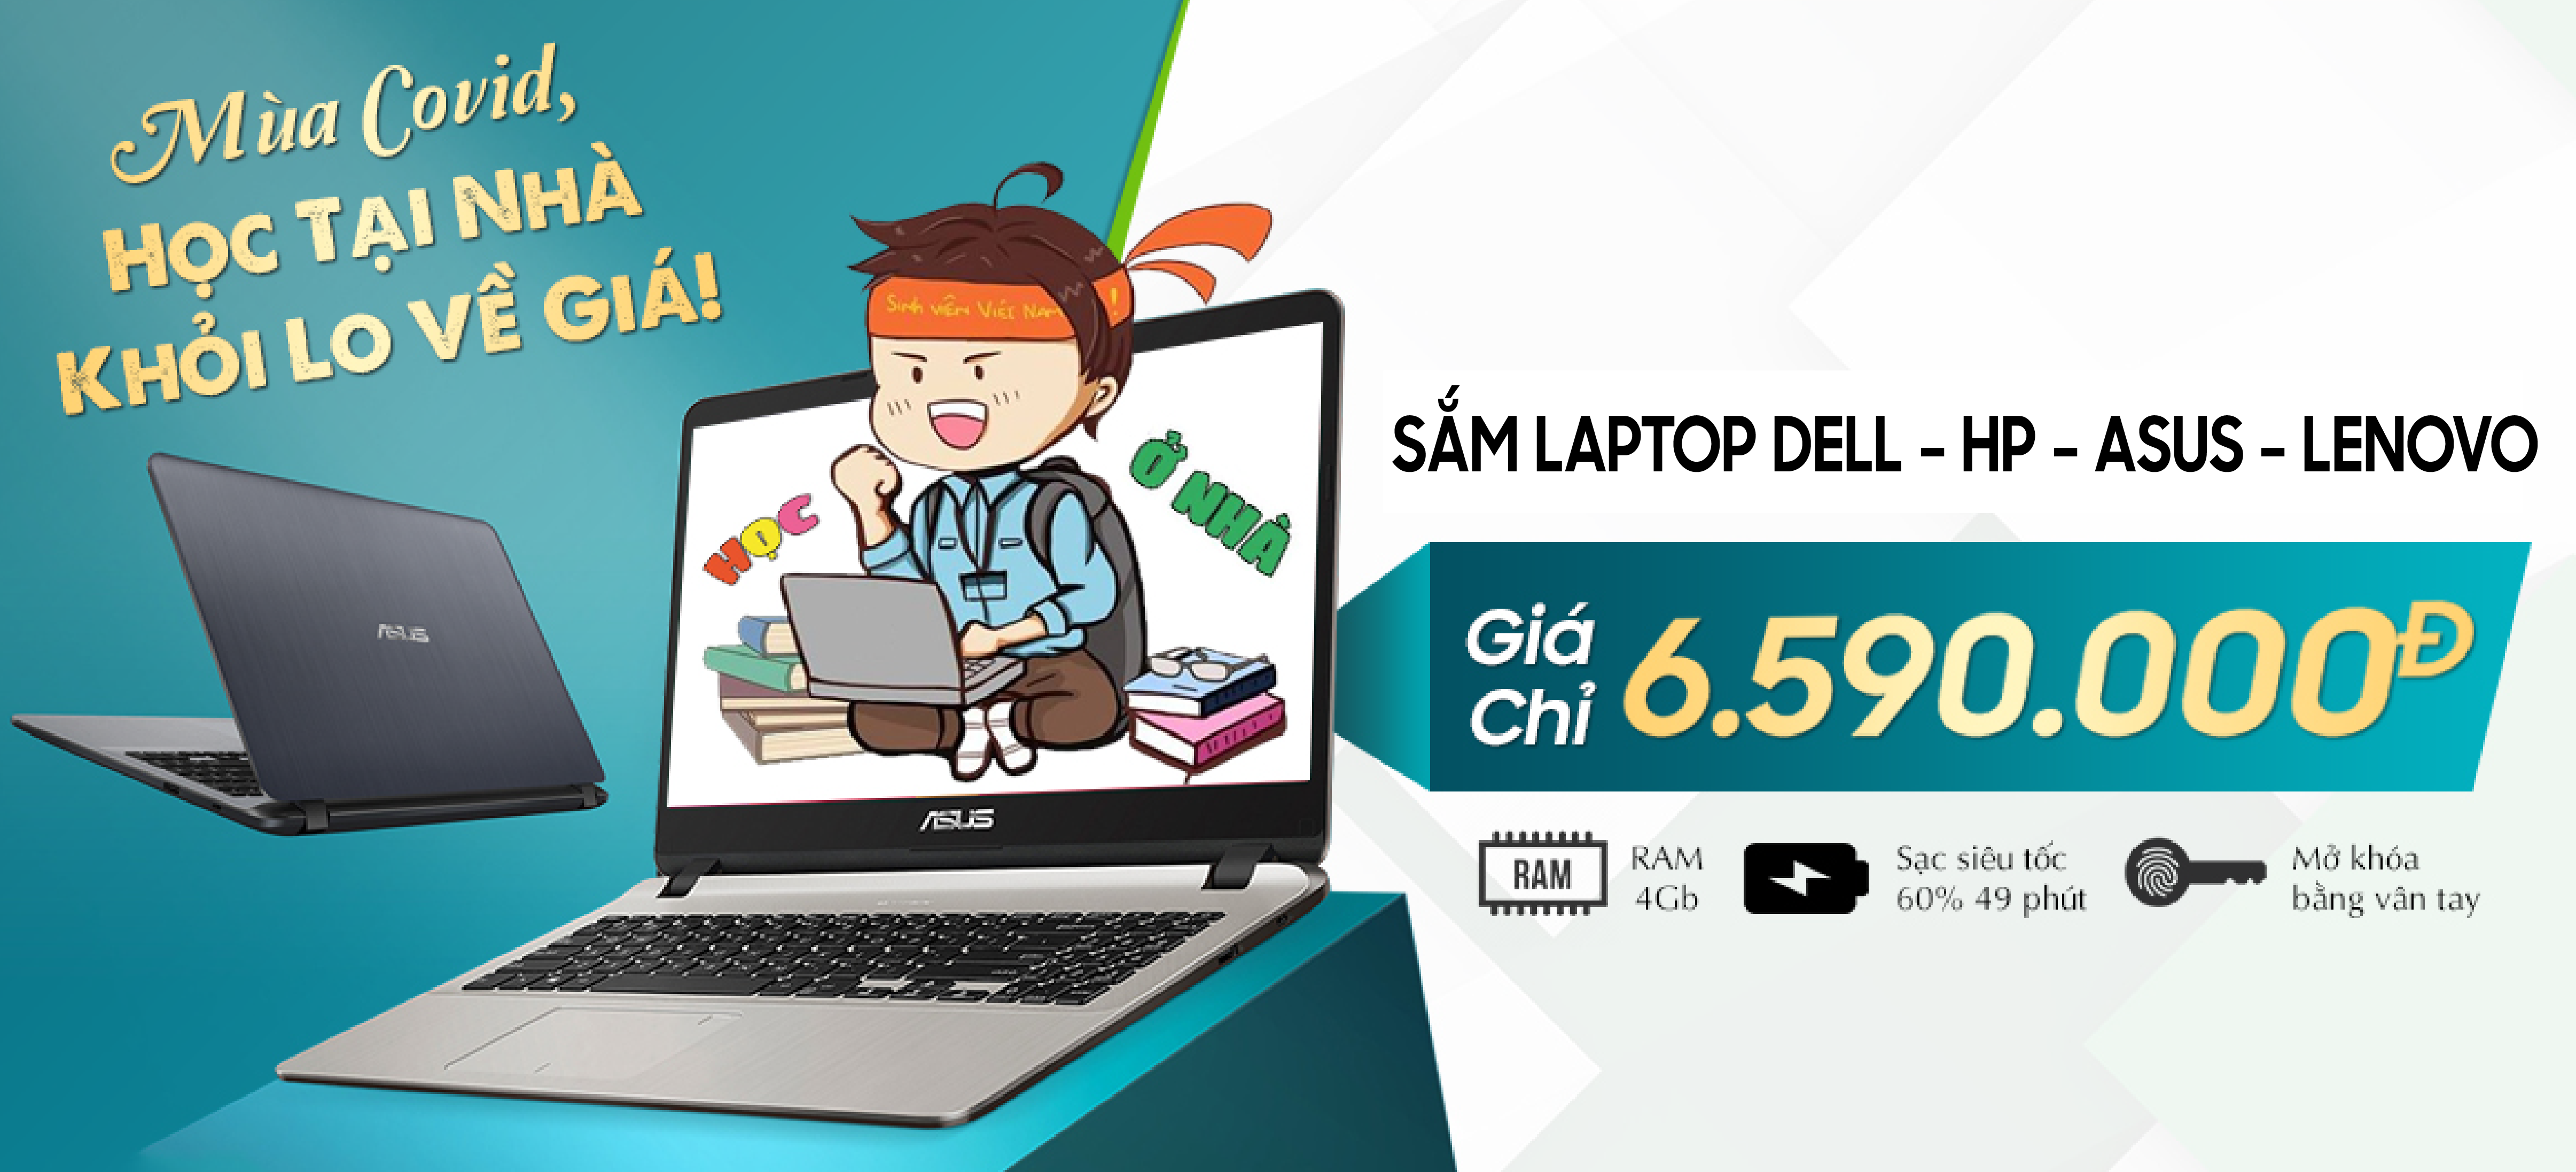 Mùa Covid,
HỌC TẠI NHÀ
KHỎI LO VỀ GIÁ!
Sinh viên Việt Nam !
HỌC
Ở NHÀ
ASUS
ASUS
SẮM LAPTOP DELL - HP - ASUS - LENOVO
Giá
Chỉ
6.590.000Đ
RAM
RAM
4Gb
Sạc siêu tốc
60% 49 phút
Mở khóa
bằng vân tay